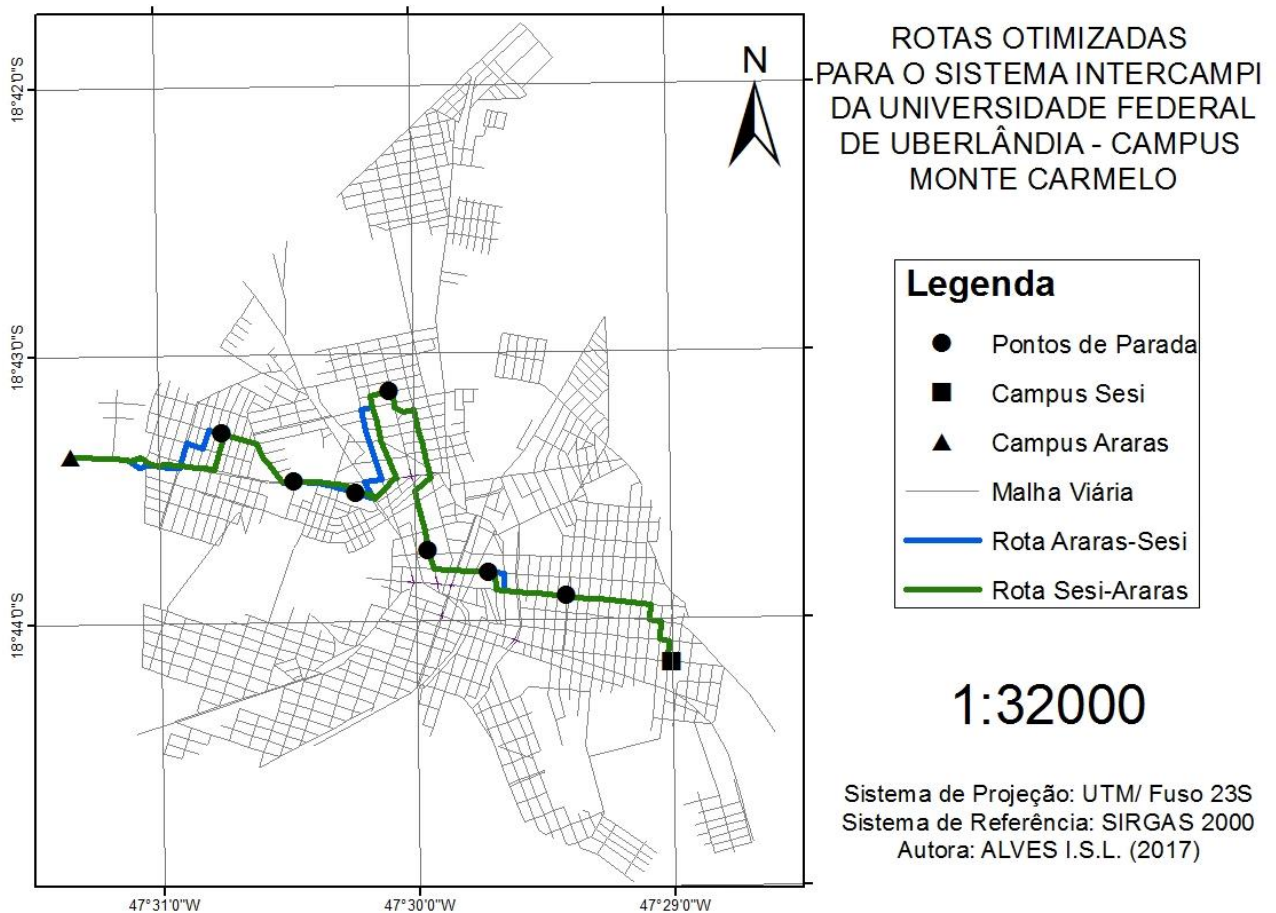 ROTAS OTIMIZADAS
PARA O SISTEMA INTERCAMPI
DA UNIVERSIDADE FEDERAL
DE UBERLÂNDIA - CAMPUS
MONTE CARMELO
N
18°42'0"S
18°43'0"S
18°44'0"S
47°31'0"W
47°30'0"W
47°29'0"W
Legenda
Pontos de Parada
Campus Sesi
Campus Araras
Malha Viária
Rota Araras-Sesi
Rota Sesi-Araras
1:32000
Sistema de Projeção: UTM/ Fuso 23S
Sistema de Referência: SIRGAS 2000
Autora: ALVES I.S.L. (2017)